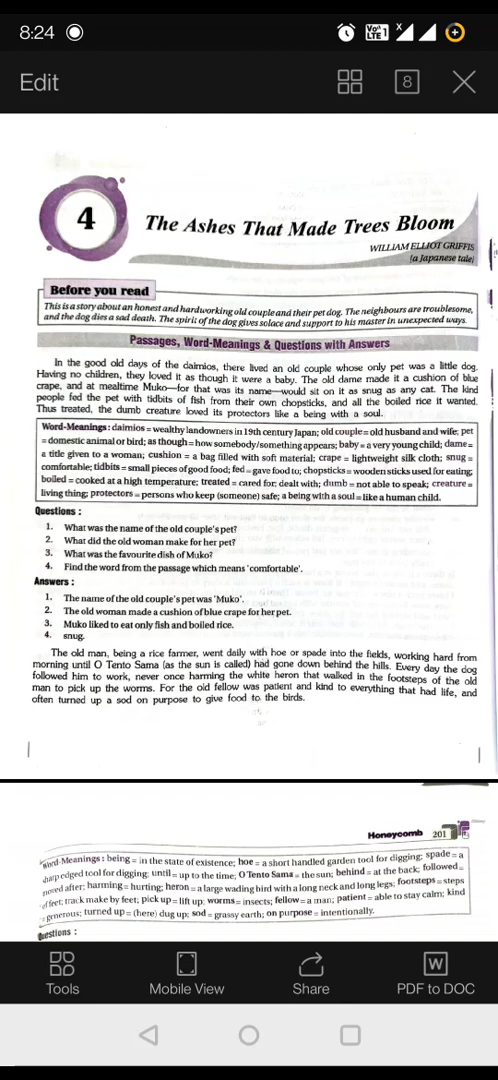 8:24
Vo)) LTE 1 X
Edit
8
4
The Ashes That Made Trees Bloom
WILLIAM ELLIOT GRIFFIS
(a Japanese tale)
Before you read
This is a story about an honest and hardworking old couple and their pet dog. The neighbours are troublesome,
and the dog dies a sad death. The spirit of the dog gives solace and support to his master in unexpected ways.
Passages, Word-Meanings & Questions with Answers
In the good old days of the daimios, there lived an old couple whose only pet was a little dog.
Having no children, they loved it as though it were a baby. The old dame made it a cushion of blue
crape, and at mealtime Muko—for that was its name—would sit on it as snug as any cat. The kind
people fed the pet with tidbits of fish from their own chopsticks, and all the boiled rice it wanted.
Thus treated, the dumb creature loved its protectors like a being with a soul.
Word-Meanings: daimios = wealthy landowners in 19th century Japan; old couple = old husband and wife; pet
= domestic animal or bird; as though = how somebody/something appears; baby = a very young child; dame =
a title given to a woman; cushion = a bag filled with soft material; crape = lightweight silk cloth; snug =
comfortable; tidbits = small pieces of good food; fed = gave food to; chopsticks = wooden sticks used for eating;
boiled = cooked at a high temperature; treated = cared for, dealt with; dumb = not able to speak; creature =
living thing; protectors = persons who keep (someone) safe; a being with a soul = like a human child.
Questions :
1. What was the name of the old couple's pet?
2. What did the old woman make for her pet?
3. What was the favourite dish of Muko?
4. Find the word from the passage which means 'comfortable'.
Answers :
1. The name of the old couple's pet was 'Muko'.
2. The old woman made a cushion of blue crape for her pet.
3. Muko liked to eat only fish and boiled rice.
4. snug.
The old man, being a rice farmer, went daily with hoe or spade into the fields, working hard from
morning until O Tento Sama (as the sun is called) had gone down behind the hills. Every day the dog
followed him to work, never once harming the white heron that walked in the footsteps of the old
man to pick up the worms. For the old fellow was patient and kind to everything that had life, and
often turned up a sod on purpose to give food to the birds.
Honeycomb 201
Word-Meanings : being = in the state of existence; hoe = a short handled garden tool for digging; spade = a
sharp edged tool for digging; until = up to the time; O Tento Sama = the sun; behind = at the back; followed =
moved after; harming = hurting; heron = a large wading bird with a long neck and long legs; footsteps = steps
of feet; track make by feet; pick up = lift up; worms = insects; fellow = a man; patient = able to stay calm; kind
= generous; turned up = (here) dug up; sod = grassy earth; on purpose = intentionally.
Questions :
Tools
Mobile View
Share
W
PDF to DOC